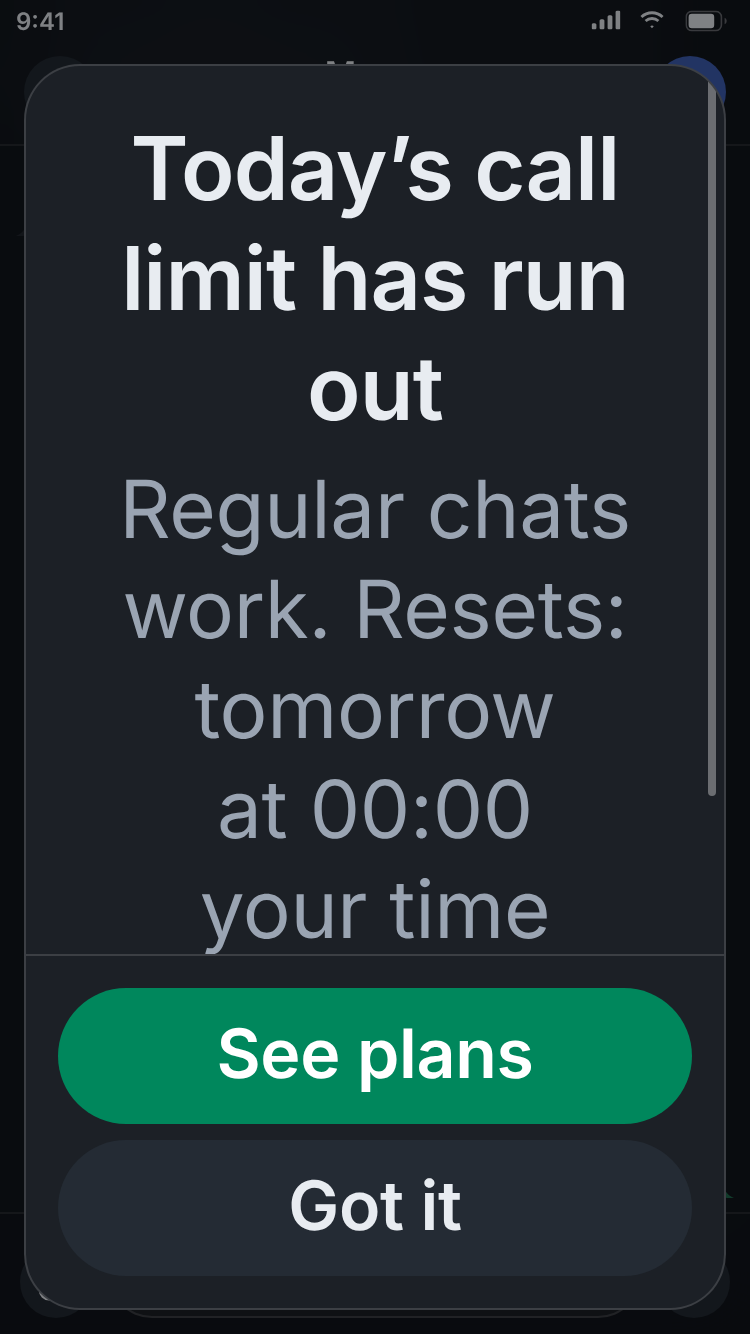 9:41
Today’s call
limit has run
out
Regular chats
work. Resets:
tomorrow
at 00:00
your time
See plans
Got it